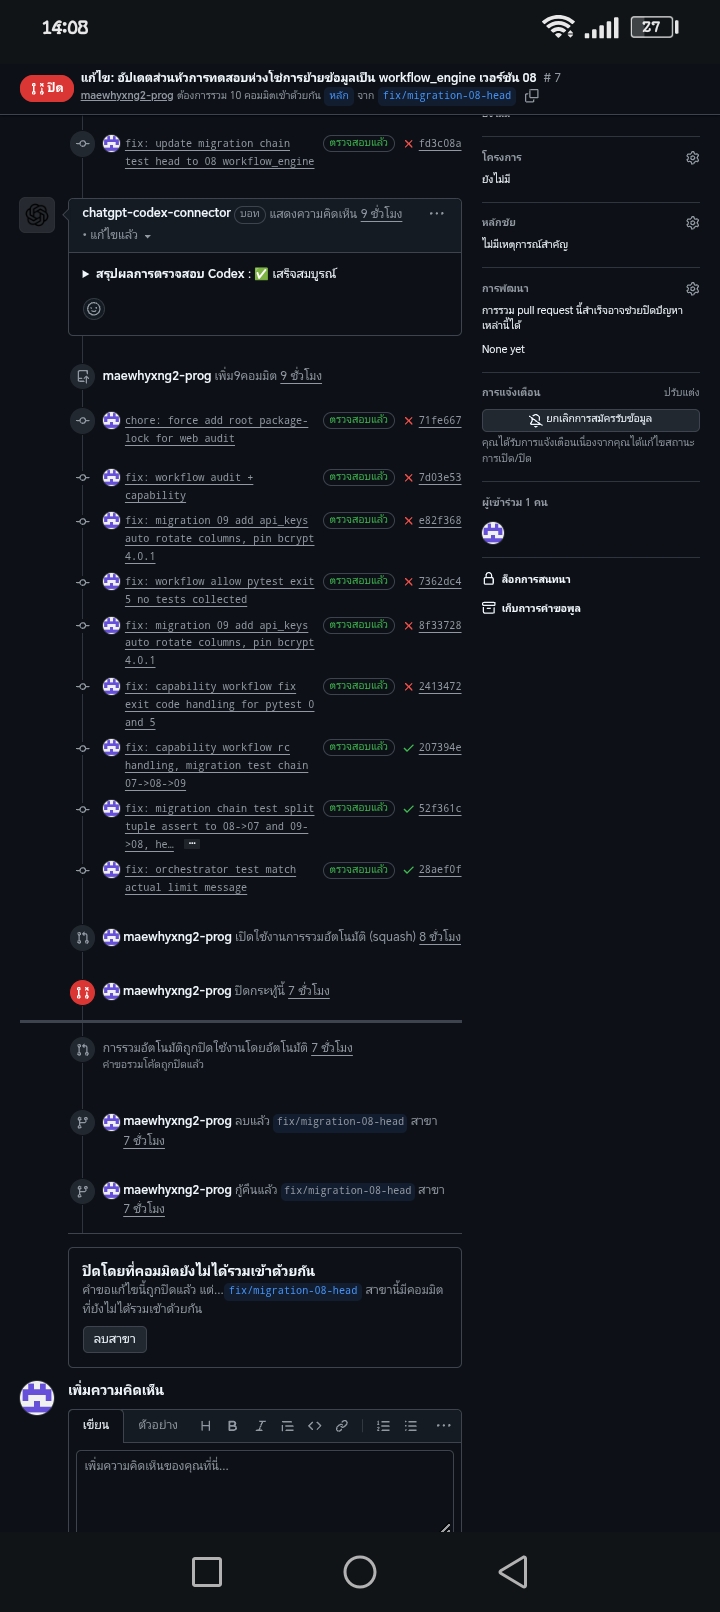 14:08
27
ปิด
แก้ไข: อัปเดตส่วนหัวการทดสอบห่วงโซ่การย้ายข้อมูลเป็น workflow_engine เวอร์ชัน 08 # 7
maewhyxng2-prog ต้องการรวม 10 คอมมิตเข้าด้วยกัน หลัก จาก fix/migration-08-head
fix: update migration chain
test head to 08 workflow_engine
ตรวจสอบแล้ว
fd3c08a
chatgpt-codex-connector บอท แสดงความคิดเห็น 9 ชั่วโมง
• แก้ไขแล้ว
สรุปผลการตรวจสอบ Codex : ✅ เสร็จสมบูรณ์
maewhyxng2-prog เพิ่ม9คอมมิต 9 ชั่วโมง
chore: force add root package-
lock for web audit
ตรวจสอบแล้ว
71fe667
fix: workflow audit +
capability
ตรวจสอบแล้ว
7d03e53
fix: migration 09 add api_keys
auto rotate columns, pin bcrypt
4.0.1
ตรวจสอบแล้ว
e82f368
fix: workflow allow pytest exit
5 no tests collected
ตรวจสอบแล้ว
7362dc4
fix: migration 09 add api_keys
auto rotate columns, pin bcrypt
4.0.1
ตรวจสอบแล้ว
8f33728
fix: capability workflow fix
exit code handling for pytest 0
and 5
ตรวจสอบแล้ว
2413472
fix: capability workflow rc
handling, migration test chain
07->08->09
ตรวจสอบแล้ว
207394e
fix: migration chain test split
tuple assert to 08->07 and 09-
>08, he…
ตรวจสอบแล้ว
52f361c
fix: orchestrator test match
actual limit message
ตรวจสอบแล้ว
28aef0f
maewhyxng2-prog เปิดใช้งานการรวมอัตโนมัติ (squash) 8 ชั่วโมง
maewhyxng2-prog ปิดกระทู้นี้ 7 ชั่วโมง
การรวมอัตโนมัติถูกปิดใช้งานโดยอัตโนมัติ 7 ชั่วโมง
คำขอรวมโค้ดถูกปิดแล้ว
maewhyxng2-prog ลบแล้ว fix/migration-08-head สาขา
7 ชั่วโมง
maewhyxng2-prog กู้คืนแล้ว fix/migration-08-head สาขา
7 ชั่วโมง
ปิดโดยที่คอมมิตยังไม่ได้รวมเข้าด้วยกัน
คำขอแก้ไขนี้ถูกปิดแล้ว แต่...fix/migration-08-head สาขานี้มีคอมมิต
ที่ยังไม่ได้รวมเข้าด้วยกัน
ลบสาขา
เพิ่มความคิดเห็น
เขียน
ตัวอย่าง
H B I
เพิ่มความคิดเห็นของคุณที่นี่...
โครงการ
ยังไม่มี
หลักชัย
ไม่มีเหตุการณ์สำคัญ
การพัฒนา
การรวม pull request นี้สำเร็จอาจช่วยปิดปัญหา
เหล่านี้ได้
None yet
การแจ้งเตือน
ปรับแต่ง
ยกเลิกการสมัครรับข้อมูล
คุณได้รับการแจ้งเตือนเนื่องจากคุณได้แก้ไขสถานะ
การเปิด/ปิด
ผู้เข้าร่วม 1 คน
ล็อกการสนทนา
เก็บถาวรคำขอพูล